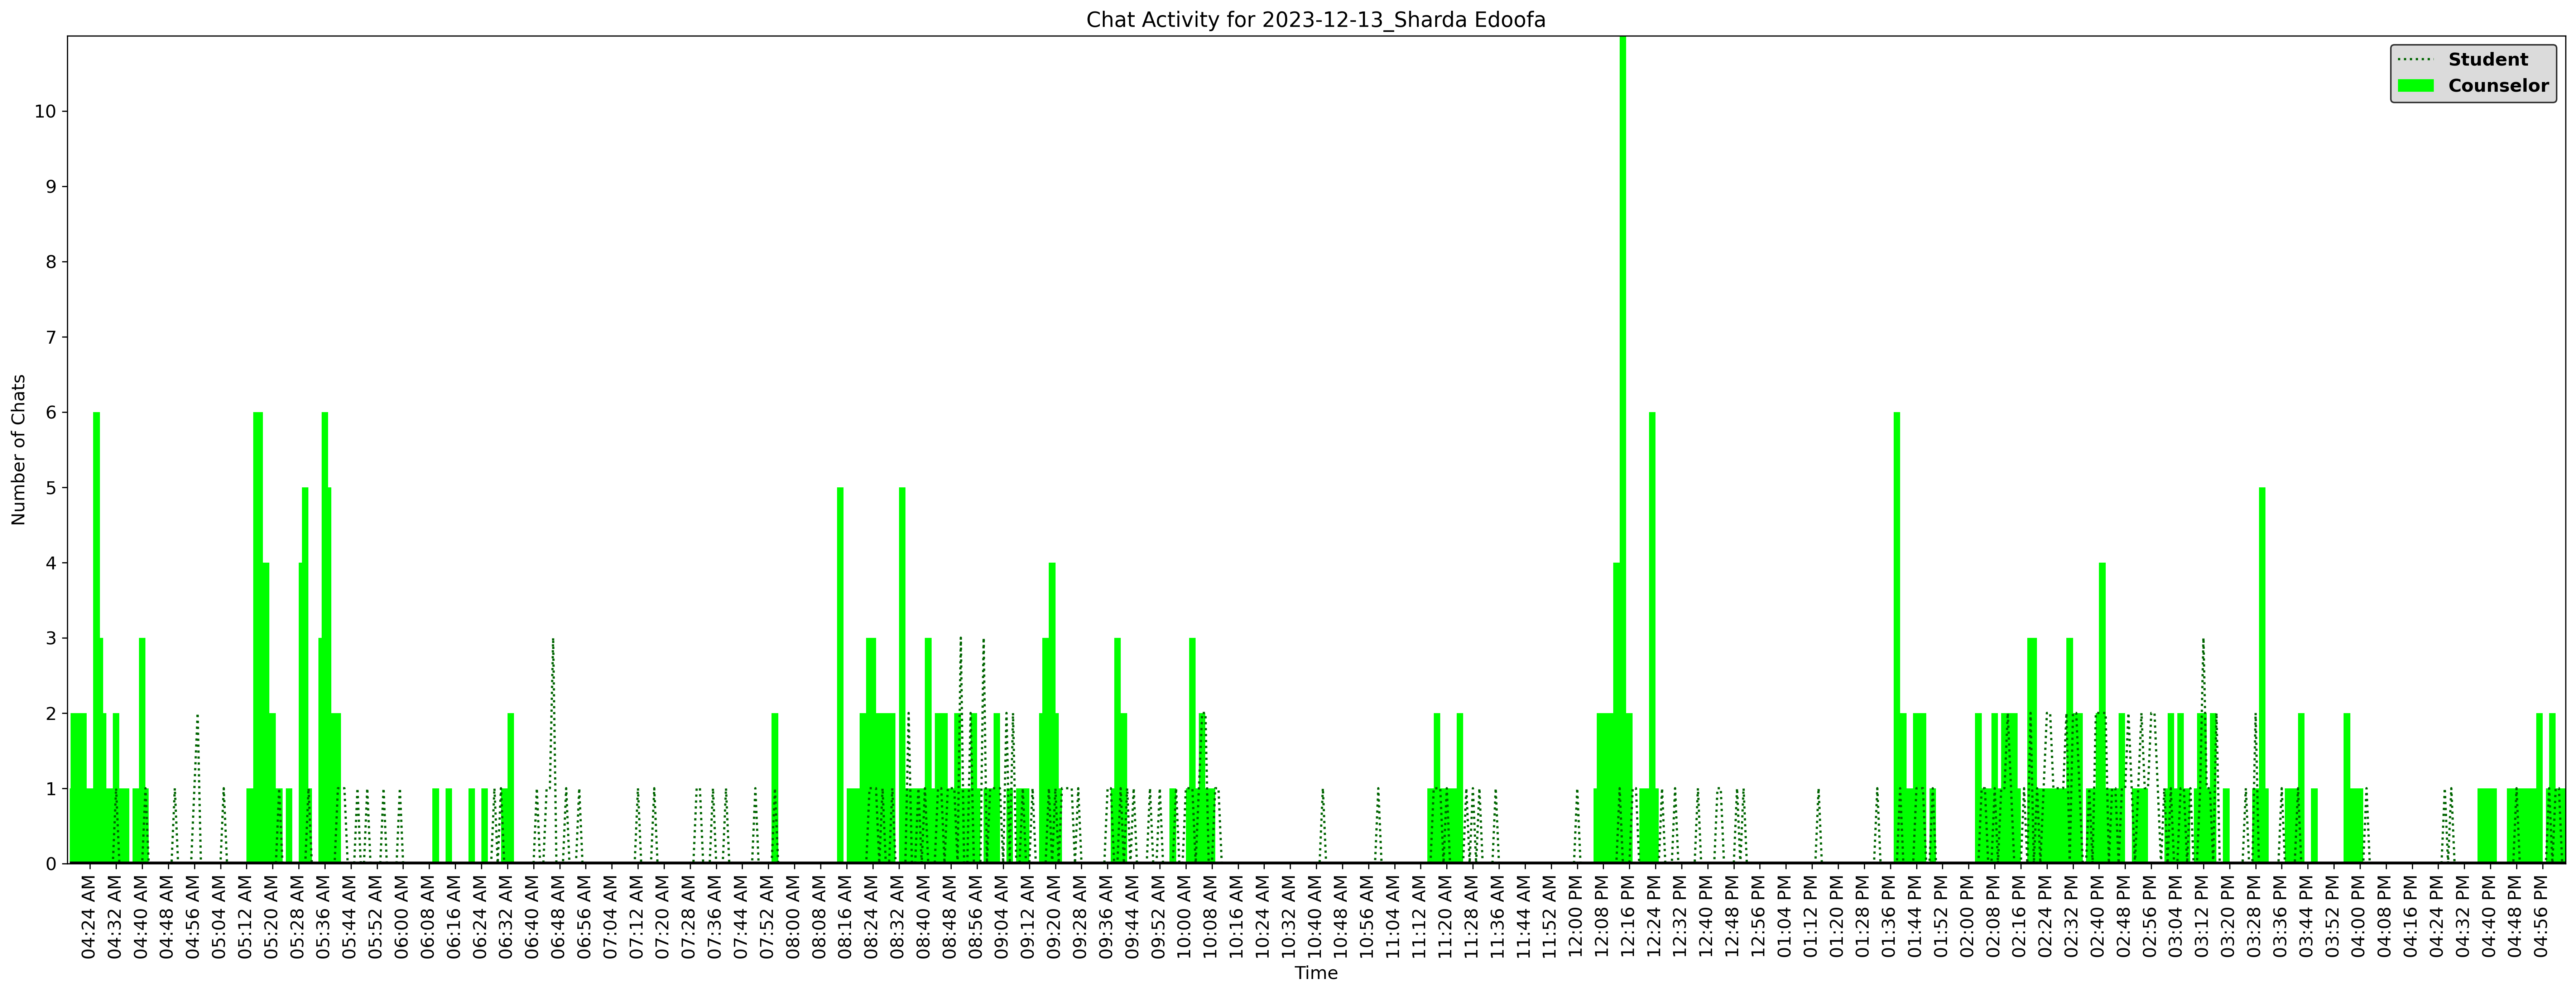 Chat Activity for 2023-12-13_Sharda Edoofa
Student
Counselor
Number of Chats
10
9
8
7
6
5
4
3
2
1
0
04:24 AM
04:32 AM
04:40 AM
04:48 AM
04:56 AM
05:04 AM
05:12 AM
05:20 AM
05:28 AM
05:36 AM
05:44 AM
05:52 AM
06:00 AM
06:08 AM
06:16 AM
06:24 AM
06:32 AM
06:40 AM
06:48 AM
06:56 AM
07:04 AM
07:12 AM
07:20 AM
07:28 AM
07:36 AM
07:44 AM
07:52 AM
08:00 AM
08:08 AM
08:16 AM
08:24 AM
08:32 AM
08:40 AM
08:48 AM
08:56 AM
09:04 AM
09:12 AM
09:20 AM
09:28 AM
09:36 AM
09:44 AM
09:52 AM
10:00 AM
10:08 AM
10:16 AM
10:24 AM
10:32 AM
10:40 AM
10:48 AM
10:56 AM
11:04 AM
11:12 AM
11:20 AM
11:28 AM
11:36 AM
11:44 AM
11:52 AM
12:00 PM
12:08 PM
12:16 PM
12:24 PM
12:32 PM
12:40 PM
12:48 PM
12:56 PM
01:04 PM
01:12 PM
01:20 PM
01:28 PM
01:36 PM
01:44 PM
01:52 PM
02:00 PM
02:08 PM
02:16 PM
02:24 PM
02:32 PM
02:40 PM
02:48 PM
02:56 PM
03:04 PM
03:12 PM
03:20 PM
03:28 PM
03:36 PM
03:44 PM
03:52 PM
04:00 PM
04:08 PM
04:16 PM
04:24 PM
04:32 PM
04:40 PM
04:48 PM
04:56 PM
Time